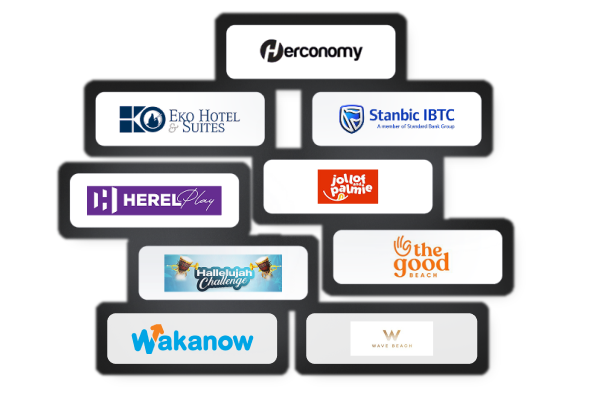 Herconomy
EKO HOTEL
& SUITES
Stanbic IBTC
A member of Standard Bank Group
HEREL Play
jollof
and
palmie
the
good
BEACH
Hallelujah
Challenge
Wakanow
W
WAVE BEACH